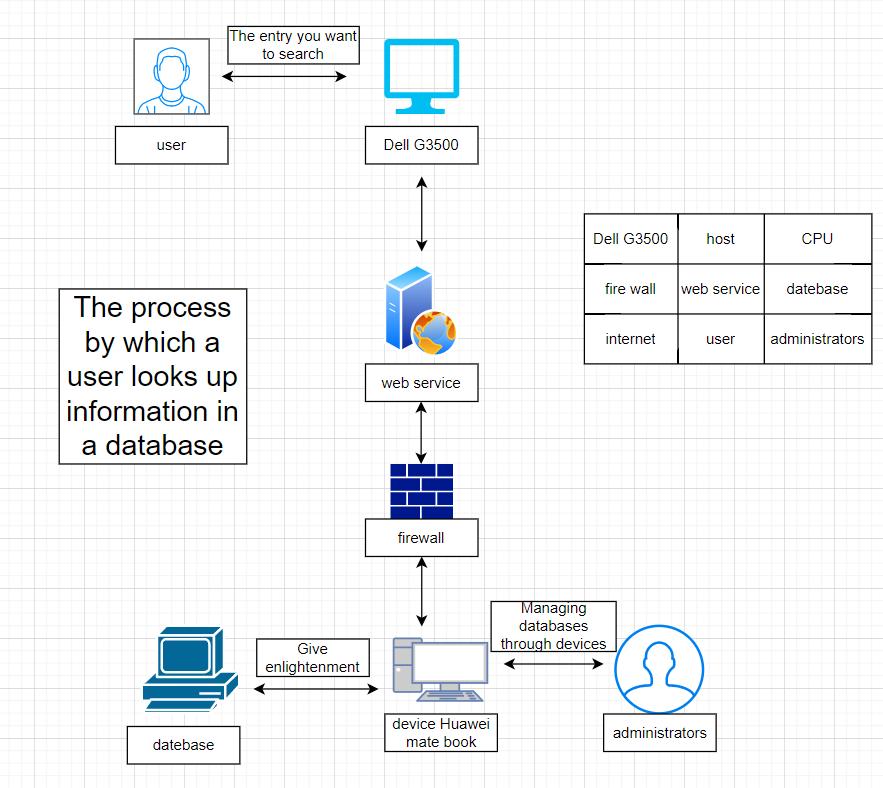 The entry you want
to search
user
Dell G3500
Dell G3500 host CPU
fire wall web service datebase
internet user administrators
The process
by which a
user looks up
information in
a database
web service
firewall
Managing
databases
through devices
Give
enlightenment
device Huawei
mate book
administrators
datebase